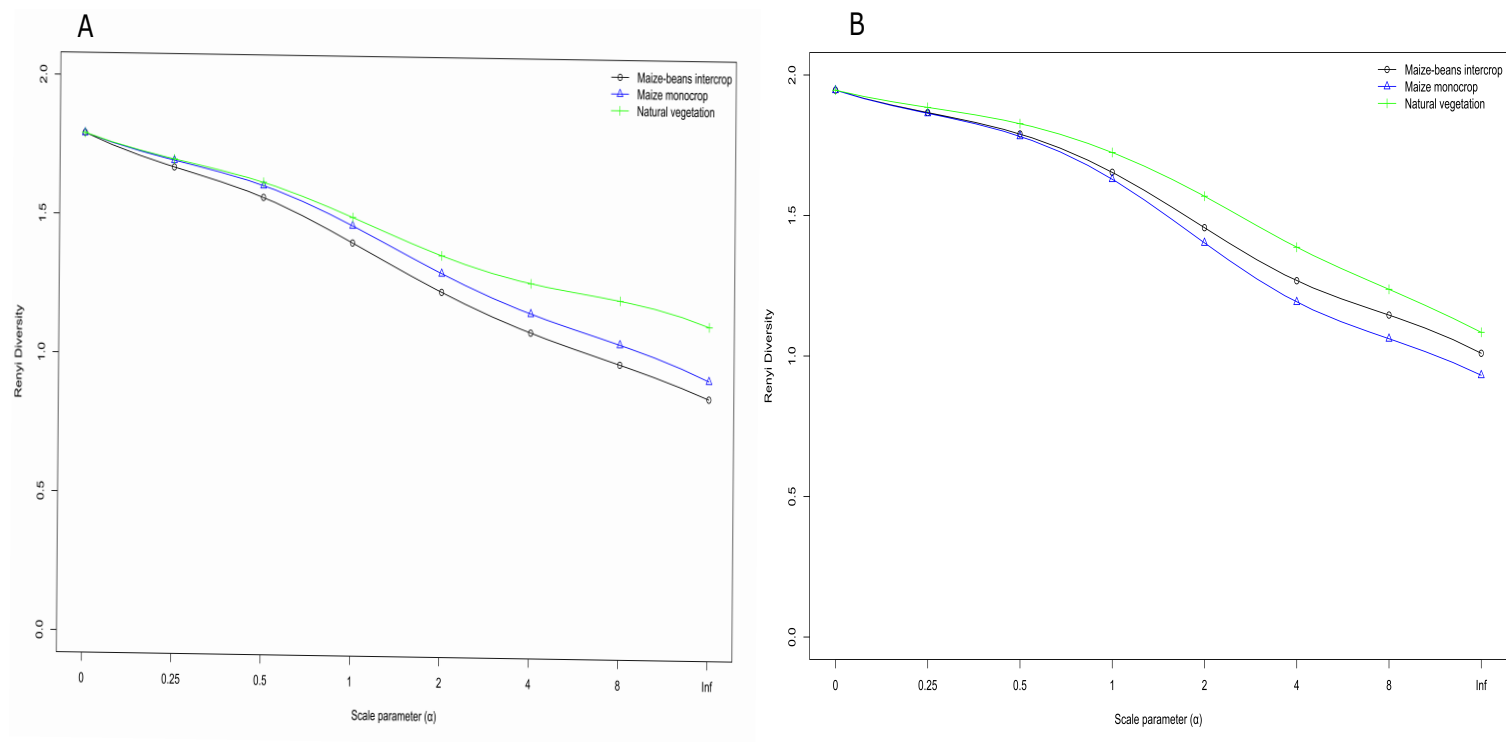 A
2.0
1.5
1.0
0.5
0.0
Renyi Diversity
Maize-beans intercrop
Maize monocrop
Natural vegetation
0 0.25 0.5 1 2 4 8 Inf
Scale parameter (α)
B
2.0
1.5
1.0
0.5
0.0
Renyi Diversity
Maize-beans intercrop
Maize monocrop
Natural vegetation
0 0.25 0.5 1 2 4 8 Inf
Scale parameter (α)